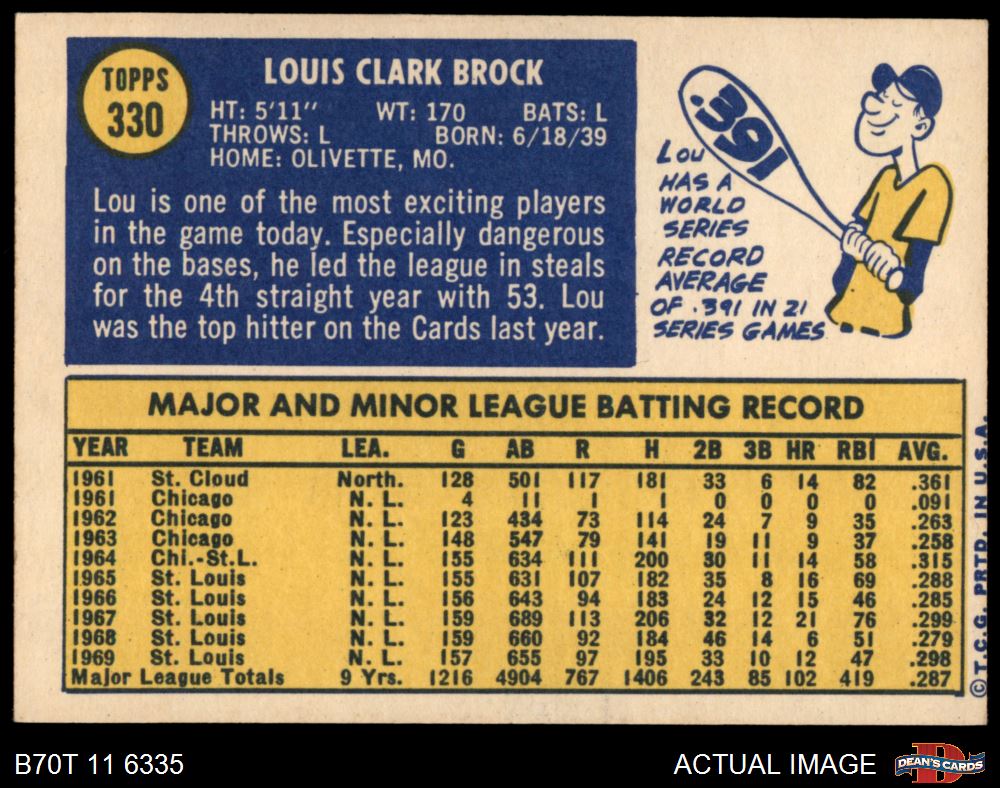 TOPPS
330
LOUIS CLARK BROCK
HT: 5'11" WT: 170 BATS: L
THROWS: L BORN: 6/18/39
HOME: OLIVETTE, MO.
Lou is one of the most exciting players
in the game today. Especially dangerous
on the bases, he led the league in steals
for the 4th straight year with 53. Lou
was the top hitter on the Cards last year.
.391
LOU
HAS A
WORLD
SERIES
RECORD
AVERAGE
OF .391 IN 21
SERIES GAMES
MAJOR AND MINOR LEAGUE BATTING RECORD
YEAR TEAM LEA. G AB R H 2B 3B HR RBI AVG.
1961 St. Cloud North. 128 501 117 181 33 6 14 82 .361
1961 Chicago N. L. 4 11 1 1 0 0 0 0 .091
1962 Chicago N. L. 123 434 73 114 24 7 9 35 .263
1963 Chicago N. L. 148 547 79 141 19 11 9 37 .258
1964 Chi.-St.L. N. L. 155 634 111 200 30 11 14 58 .315
1965 St. Louis N. L. 155 631 107 182 35 8 16 69 .288
1966 St. Louis N. L. 156 643 94 183 24 12 15 46 .285
1967 St. Louis N. L. 159 689 113 206 32 12 21 76 .299
1968 St. Louis N. L. 159 660 92 184 46 14 6 51 .279
1969 St. Louis N. L. 157 655 97 195 33 10 12 47 .298
Major League Totals 9 Yrs. 1216 4904 767 1406 243 85 102 419 .287
© T.C.G. PRTD. IN U.S.A.
B70T 11 6335
ACTUAL IMAGE
DEAN'S CARDS